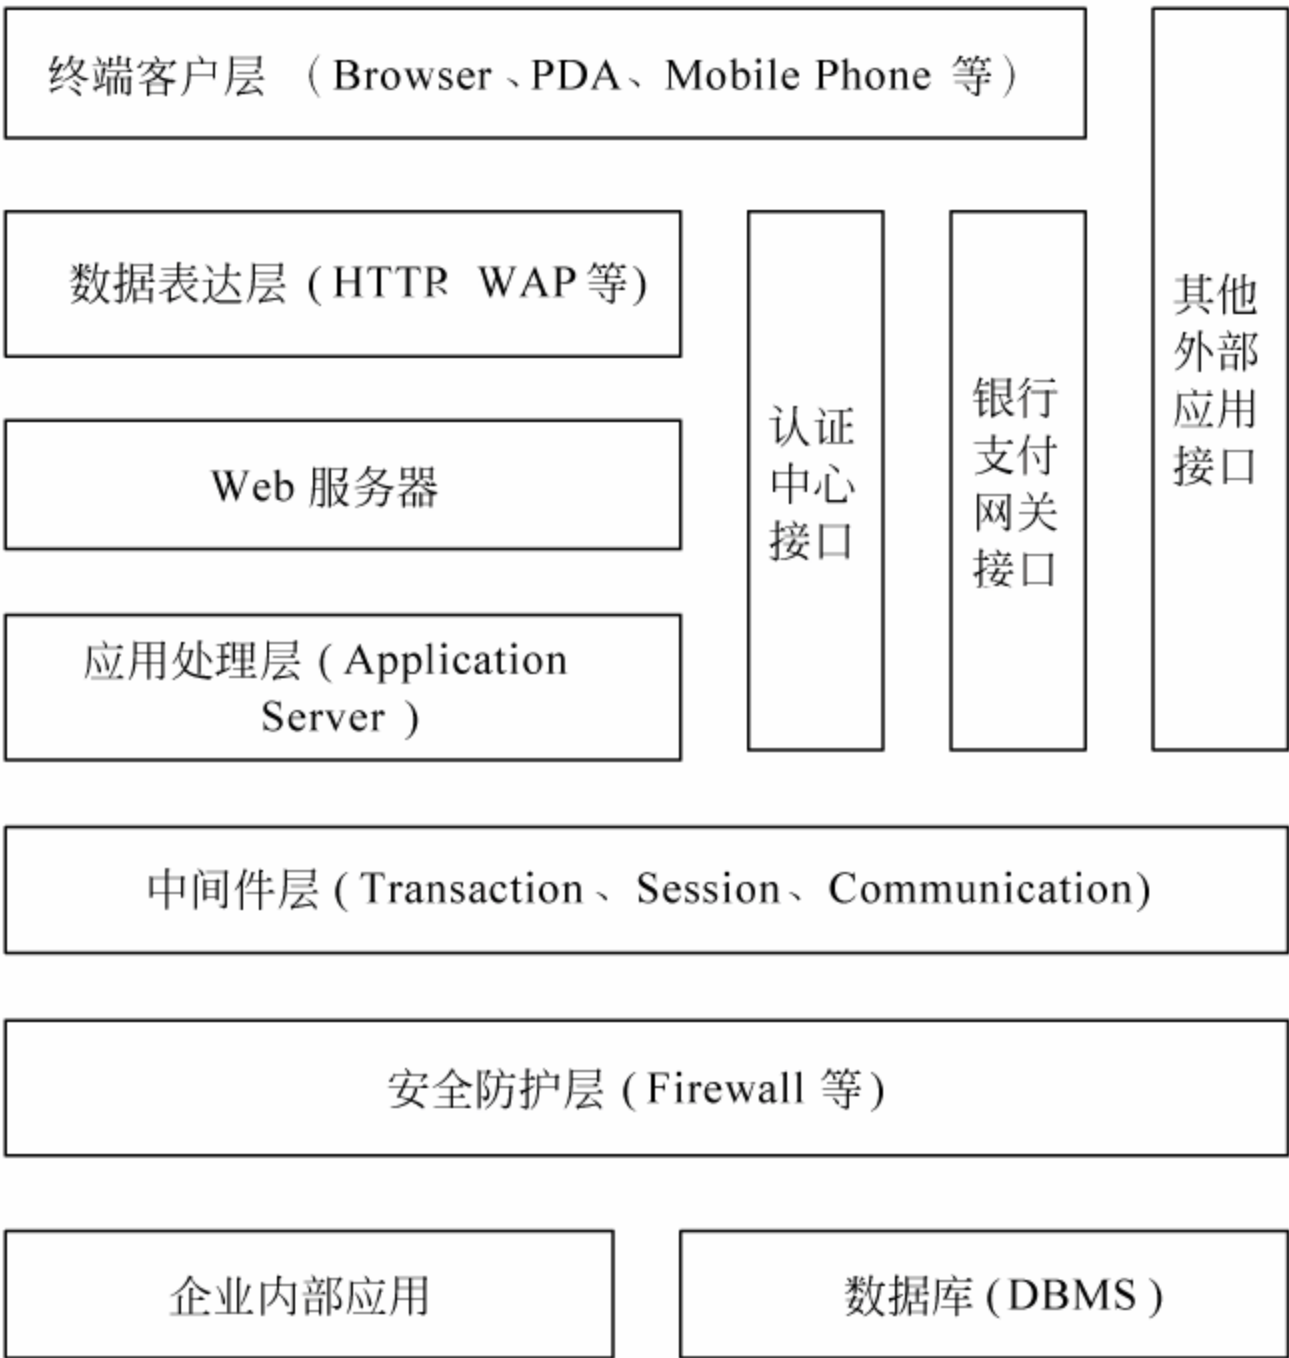 终端客户层 （Browser、PDA、Mobile Phone 等）
数据表达层 (HTTP WAP等)
Web 服务器
应用处理层 (Application
Server )
认证
中心
接口
银行
支付
网关
接口
其他
外部
应用
接口
中间件层 (Transaction、Session、Communication)
安全防护层 (Firewall 等)
企业内部应用
数据库 (DBMS )